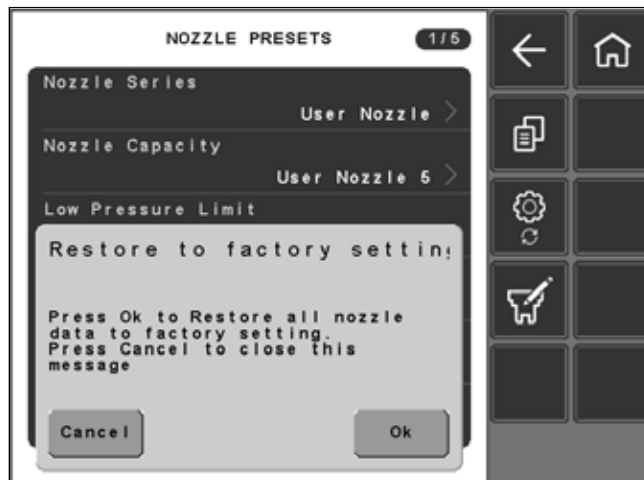 NOZZLE PRESETS
1/5
Nozzle Series
User Nozzle
Nozzle Capacity
User Nozzle 5
Low Pressure Limit
Restore to factory
Press Ok to Restore all nozzle
data to factory setting.
Press Cancel to close this
message
Cancel
Ok